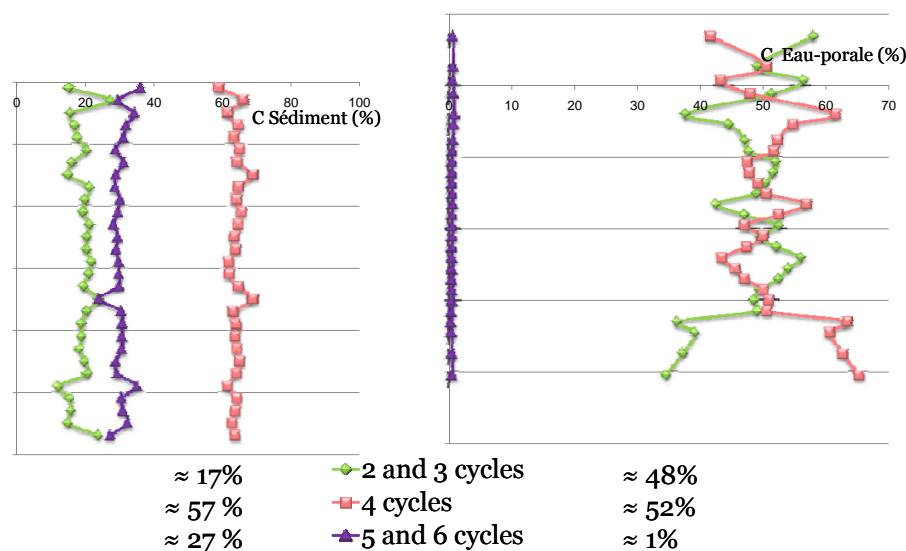 C Eau-porale (%)
0 20 40 60 80 100
0 10 20 30 40 50 60 70
C Sédiment (%)
≈ 17% 2 and 3 cycles ≈ 48%
≈ 57 % 4 cycles ≈ 52%
≈ 27 % 5 and 6 cycles ≈ 1%